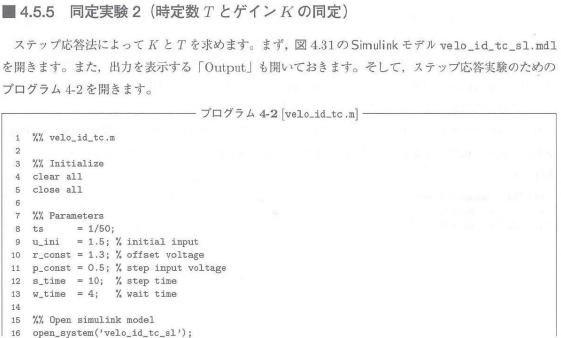 ■ 4.5.5 同定実験 2（時定数 T とゲイン K の同定）
ステップ応答法によって K と T を求めます。まず，図 4.31 の Simulink モデル velo_id_tc_sl.mdl
を開きます。また，出力を表示する「Output」も開いておきます。そして，ステップ応答実験のための
プログラム 4-2 を開きます。
プログラム 4-2 [velo_id_tc.m]
1 %% velo_id_tc.m
2
3 %% Initialize
4 clear all
5 close all
6
7 %% Parameters
8 ts = 1/50;
9 u_ini = 1.5; % initial input
10 r_const = 1.3; % offset voltage
11 p_const = 0.5; % step input voltage
12 s_time = 10; % step time
13 w_time = 4; % wait time
14
15 %% Open simulink model
16 open_system('velo_id_tc_sl');